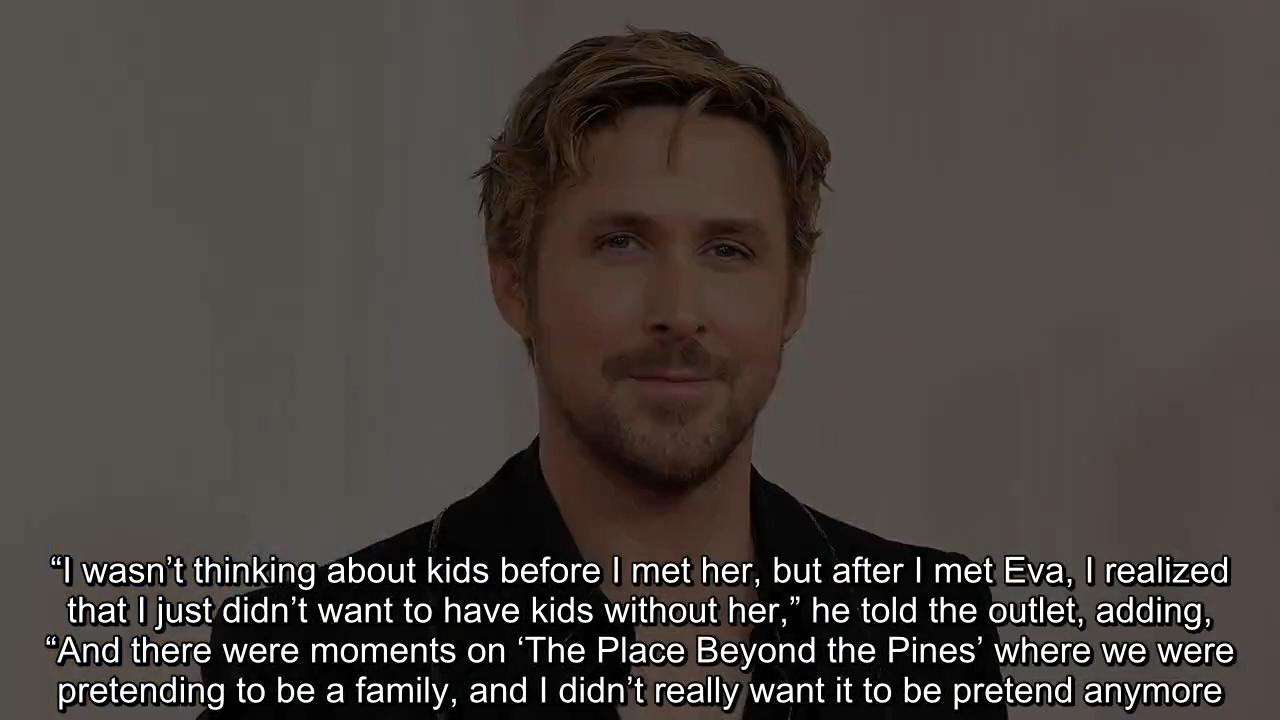 “I wasn’t thinking about kids before I met her, but after I met Eva, I realized
that I just didn’t want to have kids without her,” he told the outlet, adding,
“And there were moments on ‘The Place Beyond the Pines’ where we were
pretending to be a family, and I didn’t really want it to be pretend anymore